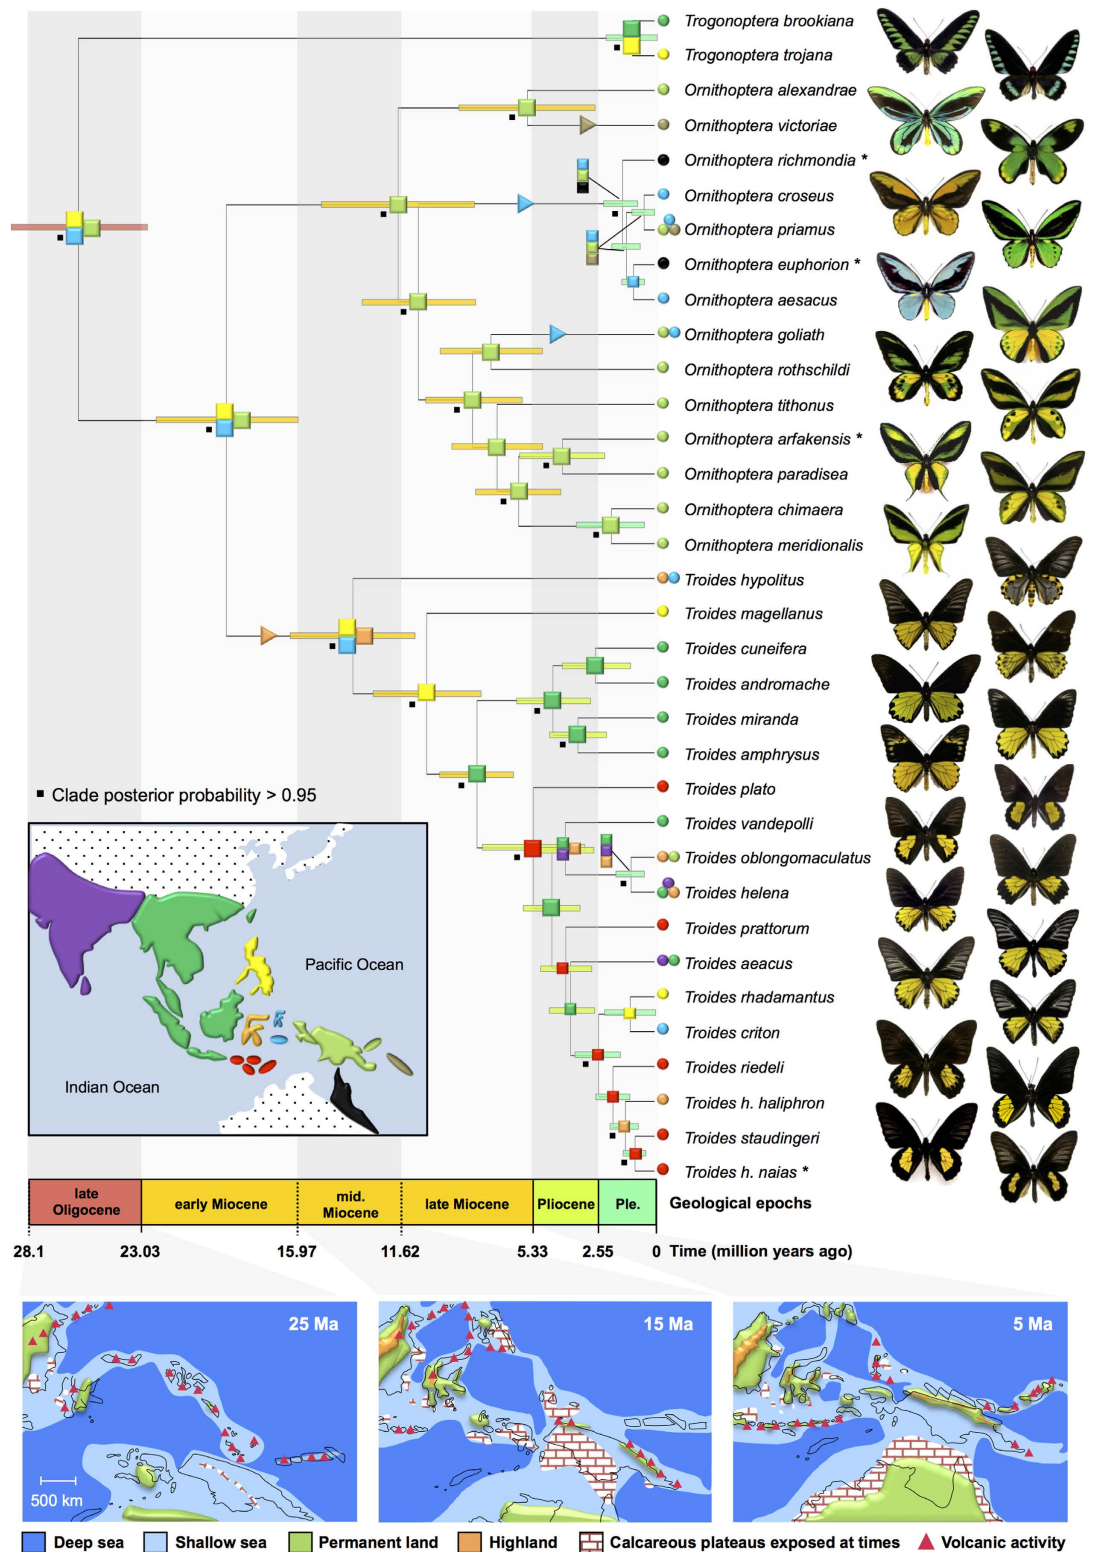 Trogonoptera brookiana
Trogonoptera trojana
Ornithoptera alexandrae
Ornithoptera victoriae
Ornithoptera richmondia *
Ornithoptera croseus
Ornithoptera priamus
Ornithoptera euphorion *
Ornithoptera aesacus
Ornithoptera goliath
Ornithoptera rothschildi
Ornithoptera tithonus
Ornithoptera arfakensis *
Ornithoptera paradisea
Ornithoptera chimaera
Ornithoptera meridionalis
Troides hypolitus
Troides magellanus
Troides cuneifera
Troides andromache
Troides miranda
Troides amphrysus
Troides plato
Troides vandepolli
Troides oblongomaculatus
Troides helena
Troides prattorum
Troides aeacus
Troides rhadamantus
Troides criton
Troides riedeli
Troides h. haliphron
Troides staudingeri
Troides h. naias *
Clade posterior probability > 0.95
Pacific Ocean
Indian Ocean
late Oligocene
early Miocene
mid. Miocene
late Miocene
Pliocene
Ple.
Geological epochs
28.1 23.03 15.97 11.62 5.33 2.55 0 Time (million years ago)
25 Ma
15 Ma
5 Ma
500 km
Deep sea Shallow sea Permanent land Highland Calcareous plateaus exposed at times Volcanic activity